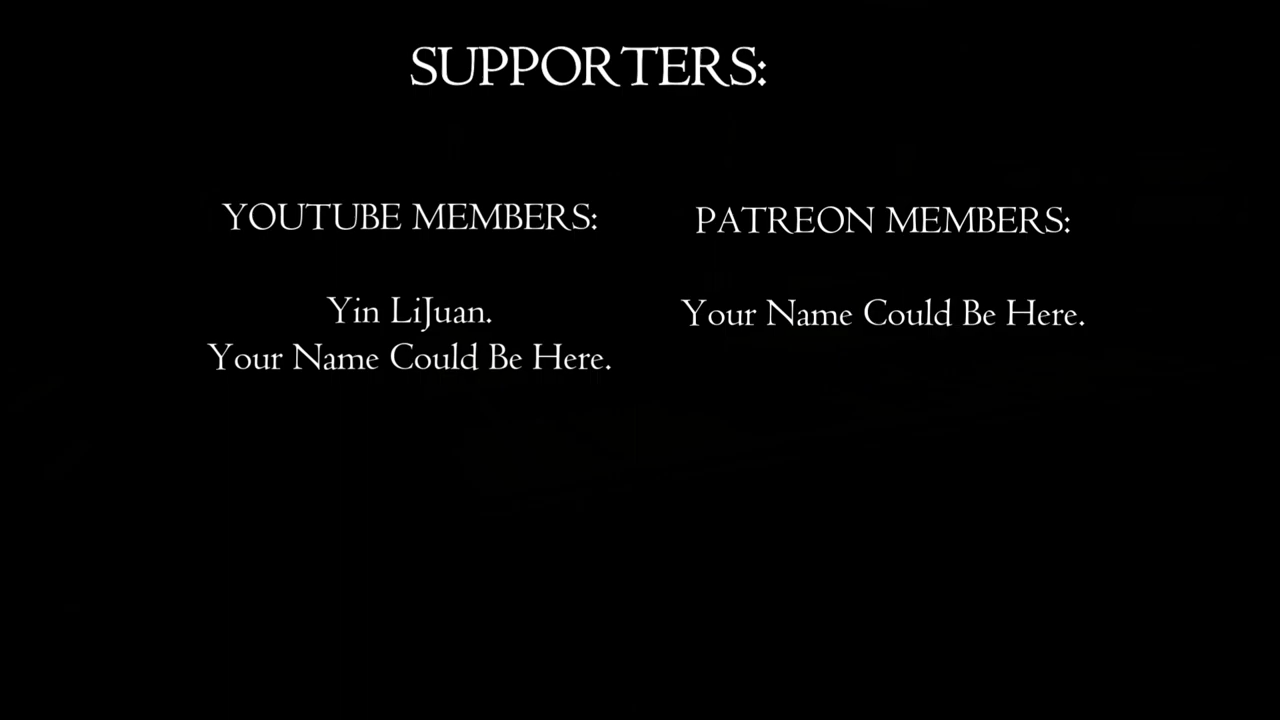 SUPPORTERS:
YOUTUBE MEMBERS:
Yin LiJuan.
Your Name Could Be Here.
PATREON MEMBERS:
Your Name Could Be Here.